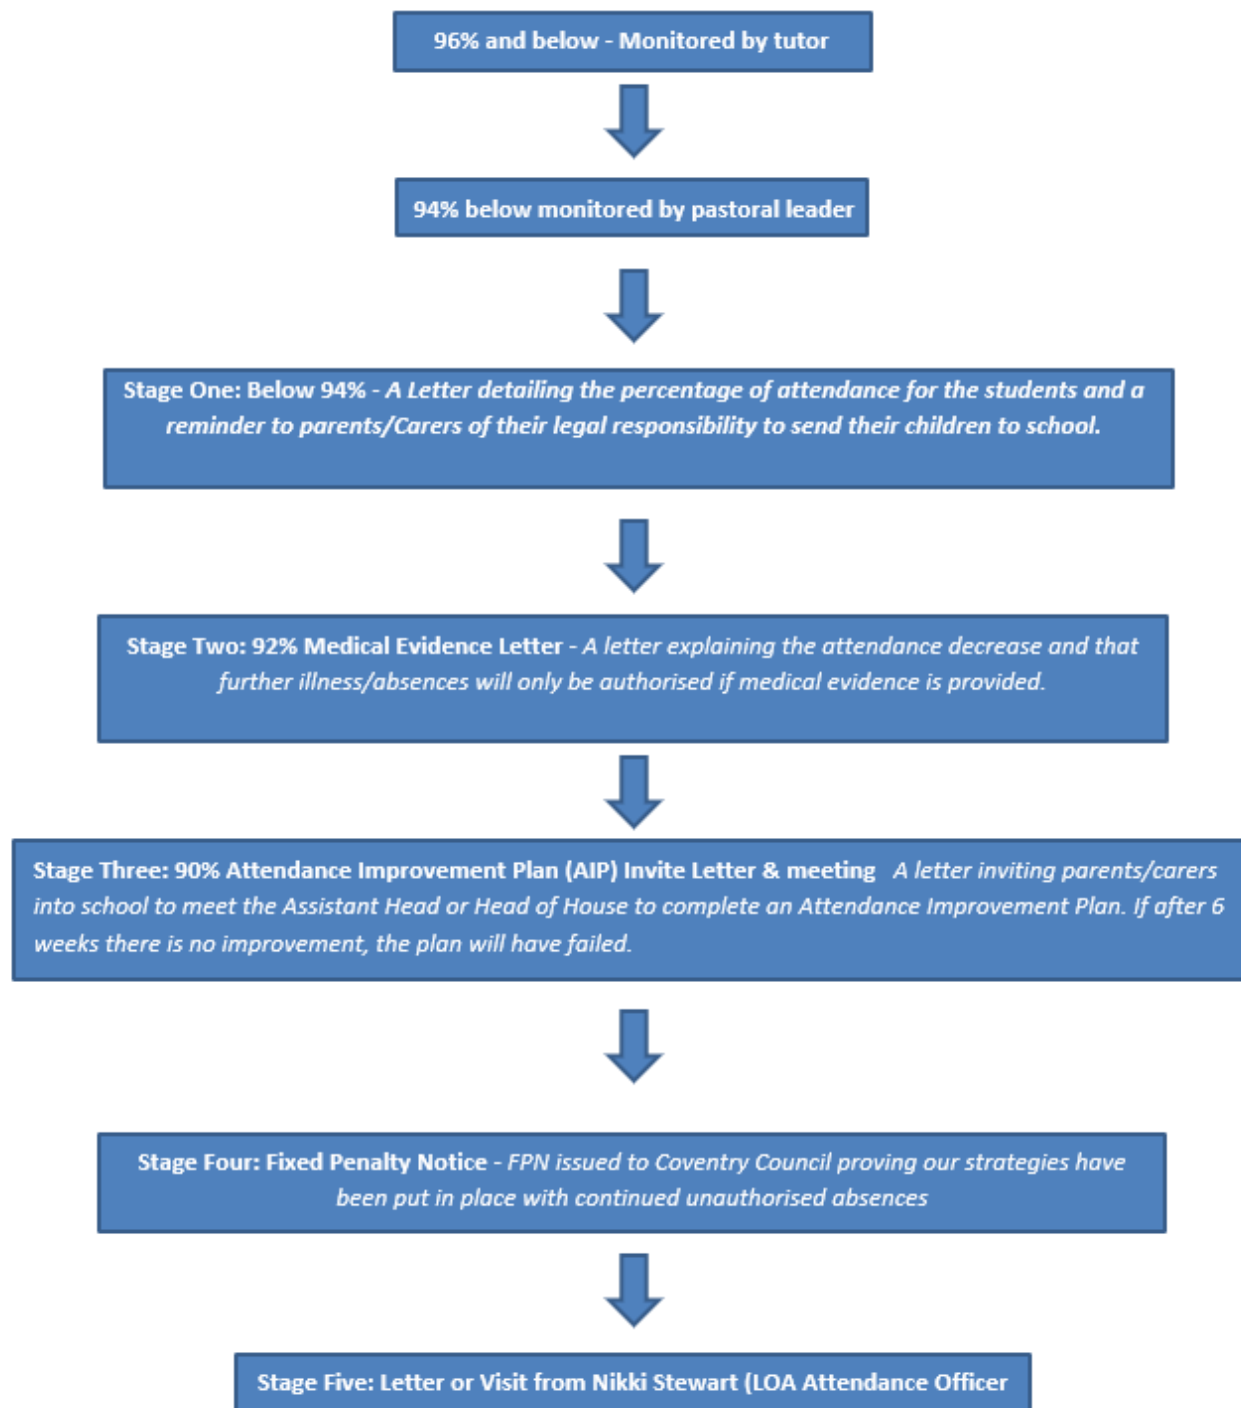 96% and below - Monitored by tutor
94% below monitored by pastoral leader
Stage One: Below 94% - A Letter detailing the percentage of attendance for the students and a
reminder to parents/Carers of their legal responsibility to send their children to school.
Stage Two: 92% Medical Evidence Letter - A letter explaining the attendance decrease and that
further illness/absences will only be authorised if medical evidence is provided.
Stage Three: 90% Attendance Improvement Plan (AIP) Invite Letter & meeting A letter inviting parents/carers
into school to meet the Assistant Head or Head of House to complete an Attendance Improvement Plan. If after 6
weeks there is no improvement, the plan will have failed.
Stage Four: Fixed Penalty Notice - FPN issued to Coventry Council proving our strategies have
been put in place with continued unauthorised absences
Stage Five: Letter or Visit from Nikki Stewart (LOA Attendance Officer